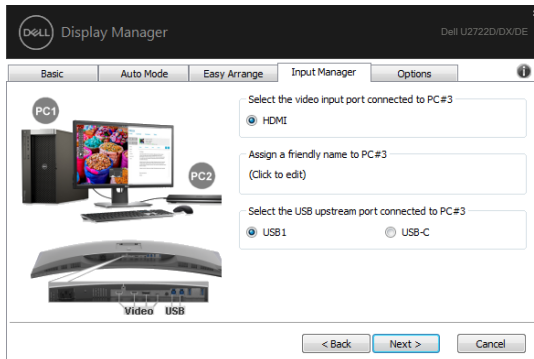 DELL Display Manager
Dell U2722D/DX/DE
Basic
Auto Mode
Easy Arrange
Input Manager
Options
Select the video input port connected to PC#3
HDMI
Assign a friendly name to PC#3
(Click to edit)
Select the USB upstream port connected to PC#3
USB1
USB-C
PC1
PC2
Video USB
< Back
Next >
Cancel